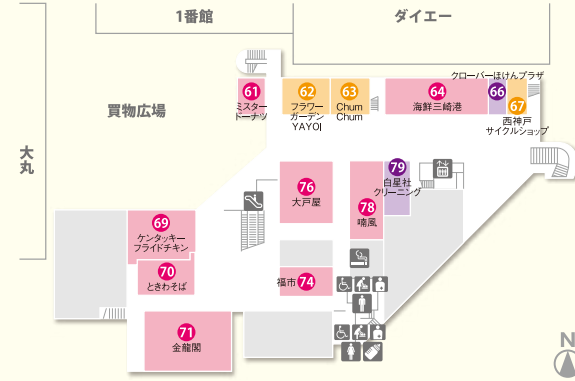 1番館
ダイエー
大丸
買物広場
61
ミスター
ドーナツ
62
フラワー
ガーデン
YAYOI
63
Chum
Chum
64
海鮮三崎港
クローバーほけんプラザ
66
67
西神戸
サイクルショップ
76
大戸屋
78
喃風
79
白星社
クリーニング
69
ケンタッキー
フライドチキン
70
ときわそば
福市 74
71
金龍閣
N